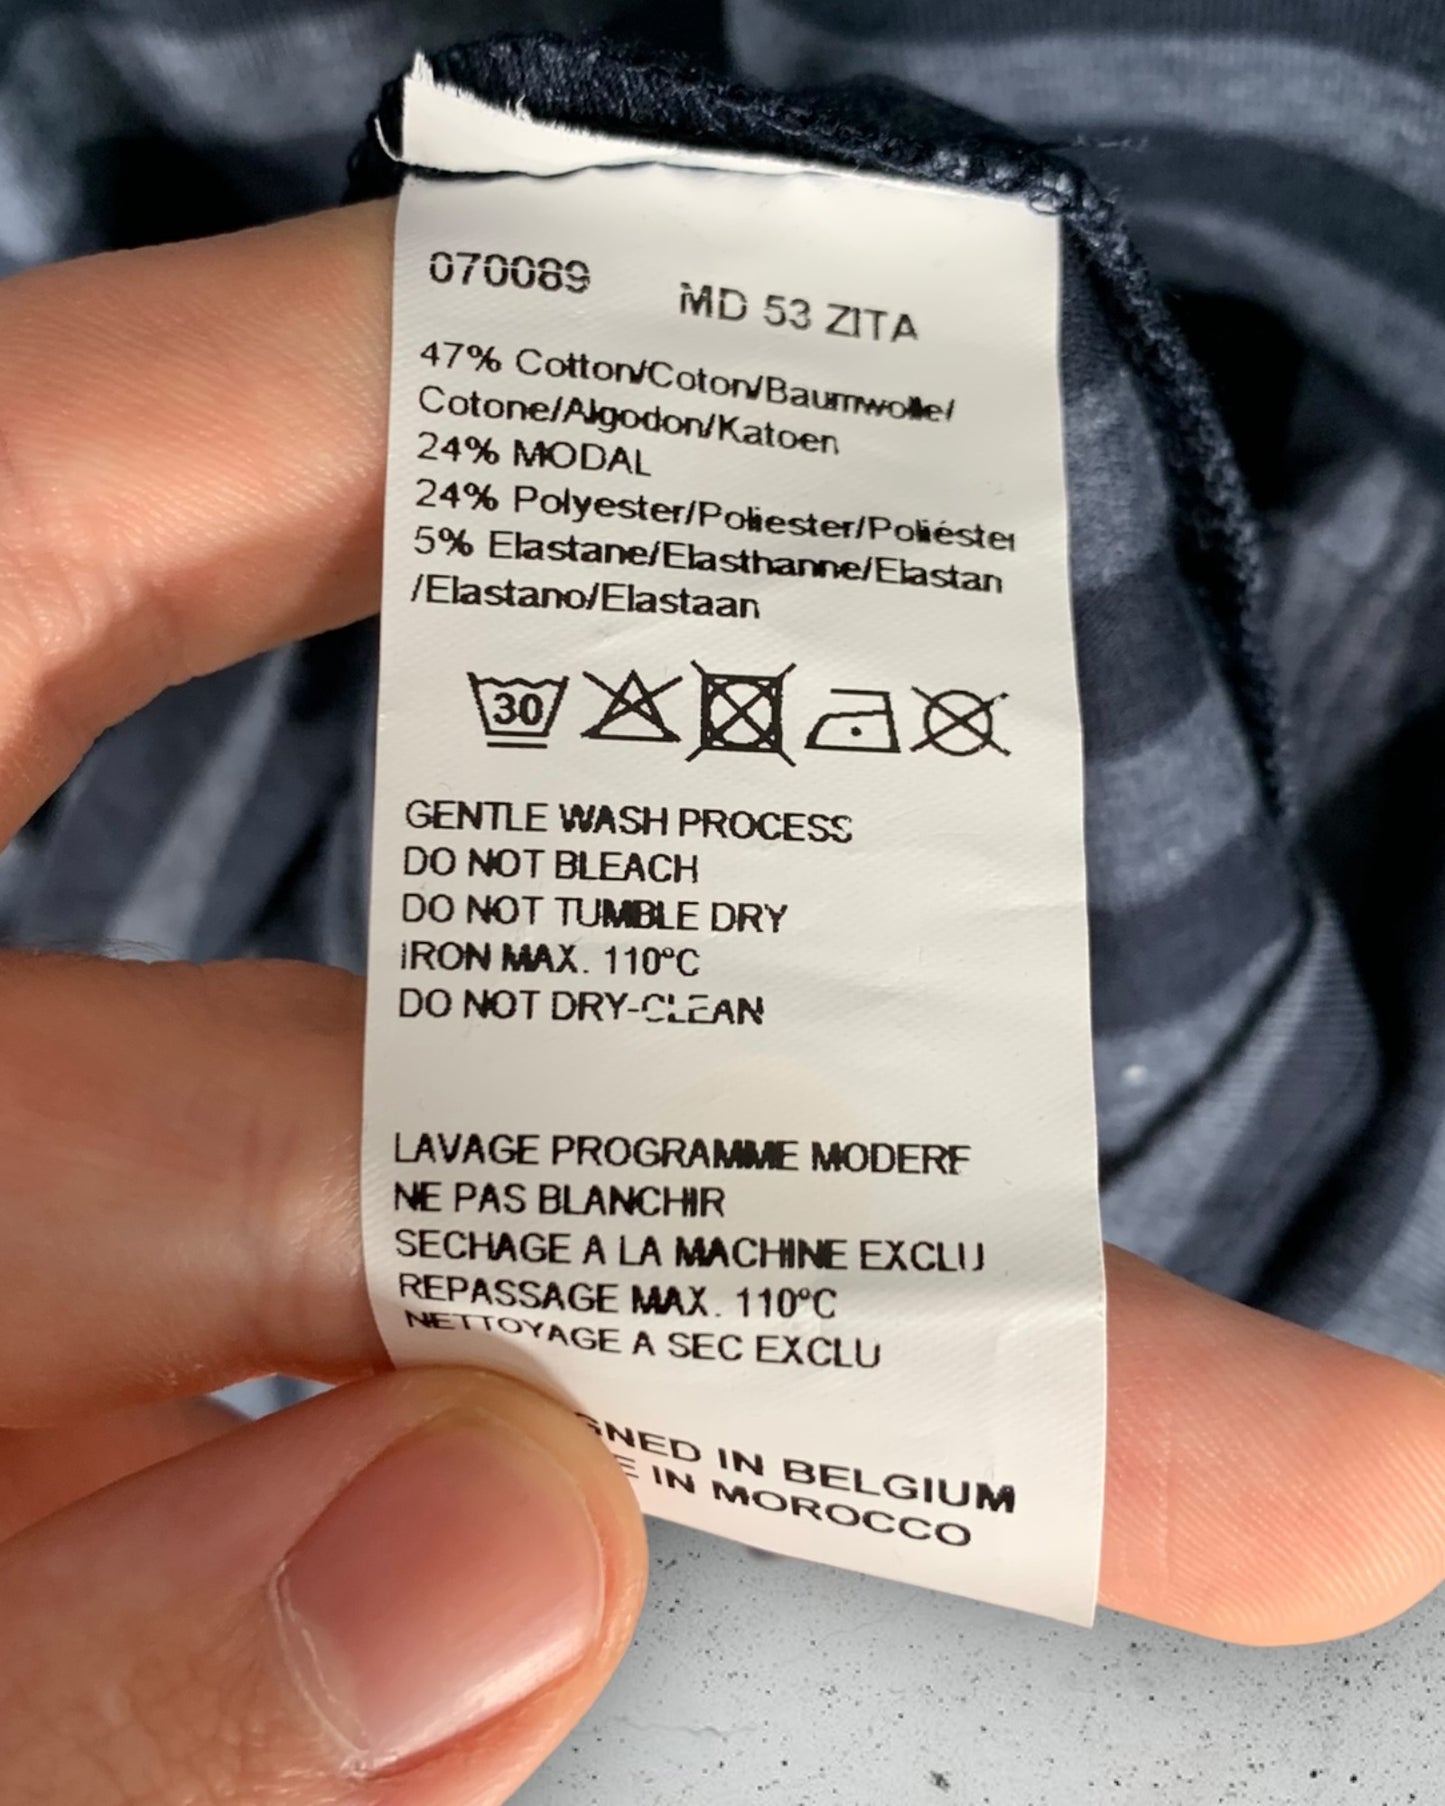 070089 MD 53 ZITA
47% Cotton/Coton/Baumwolle/
Cotone/Algodon/Katoen
24% MODAL
24% Polyester/Poliester/Poliéster
5% Elastane/Elasthanne/Elastan
/Elastano/Elastaan
30
GENTLE WASH PROCESS
DO NOT BLEACH
DO NOT TUMBLE DRY
IRON MAX. 110°C
DO NOT DRY-CLEAN
LAVAGE PROGRAMME MODERE
NE PAS BLANCHIR
SECHAGE A LA MACHINE EXCLU
REPASSAGE MAX. 110°C
NETTOYAGE A SEC EXCLU
GNED IN BELGIUM
E IN MOROCCO